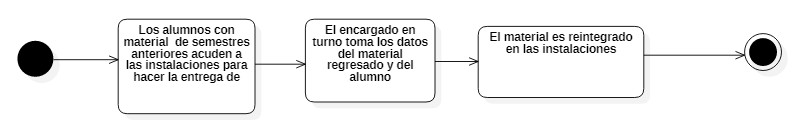 Los alumnos con
material de semestres
anteriores acuden a
las instalaciones para
hacer la entrega de
El encargado en
turno toma los datos
del material
regresado y del
alumno
El material es reintegrado
en las instalaciones